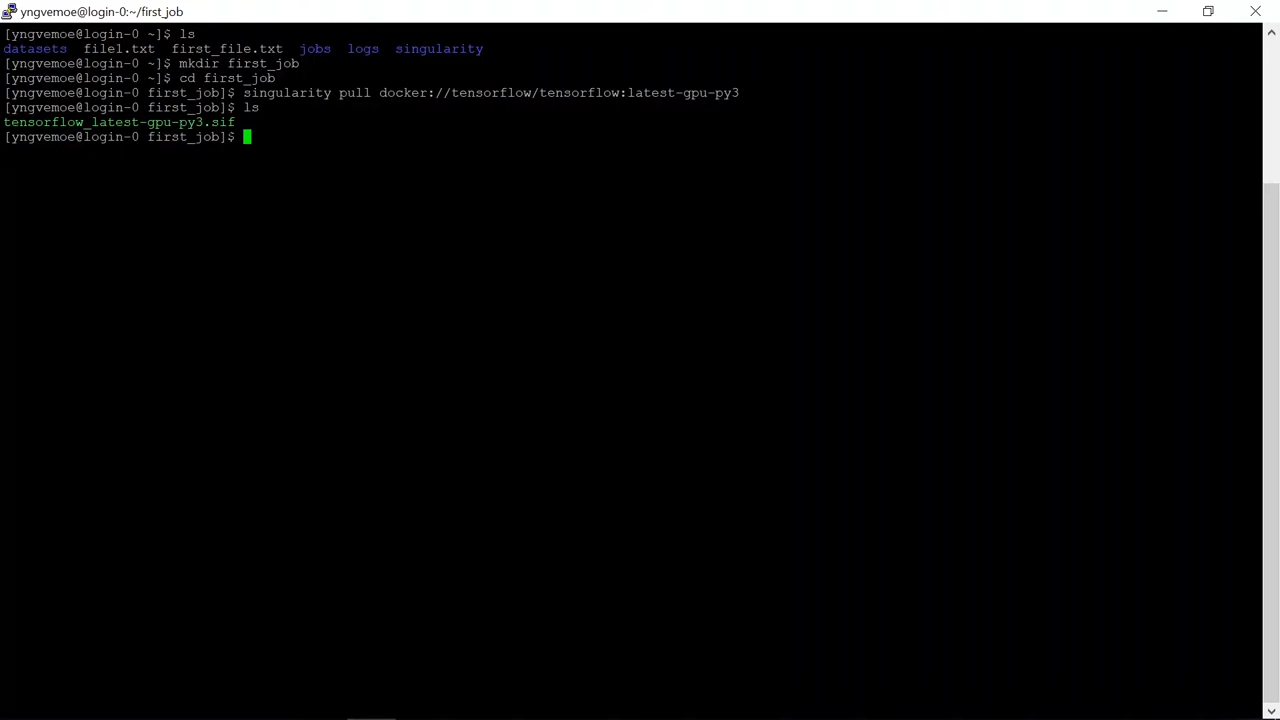 yngvemoe@login-0:~/first_job
[yngvemoe@login-0 ~]$ ls
datasets  file1.txt  first_file.txt  jobs  logs  singularity
[yngvemoe@login-0 ~]$ mkdir first_job
[yngvemoe@login-0 ~]$ cd first_job
[yngvemoe@login-0 first_job]$ singularity pull docker://tensorflow/tensorflow:latest-gpu-py3
[yngvemoe@login-0 first_job]$ ls
tensorflow_latest-gpu-py3.sif
[yngvemoe@login-0 first_job]$